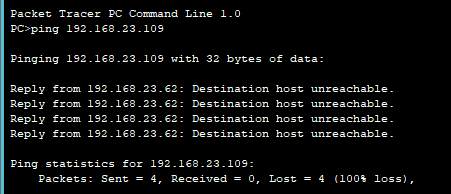 Packet Tracer PC Command Line 1.0
PC>ping 192.168.23.109
Pinging 192.168.23.109 with 32 bytes of data:
Reply from 192.168.23.62: Destination host unreachable.
Reply from 192.168.23.62: Destination host unreachable.
Reply from 192.168.23.62: Destination host unreachable.
Reply from 192.168.23.62: Destination host unreachable.
Ping statistics for 192.168.23.109:
Packets: Sent = 4, Received = 0, Lost = 4 (100% loss),